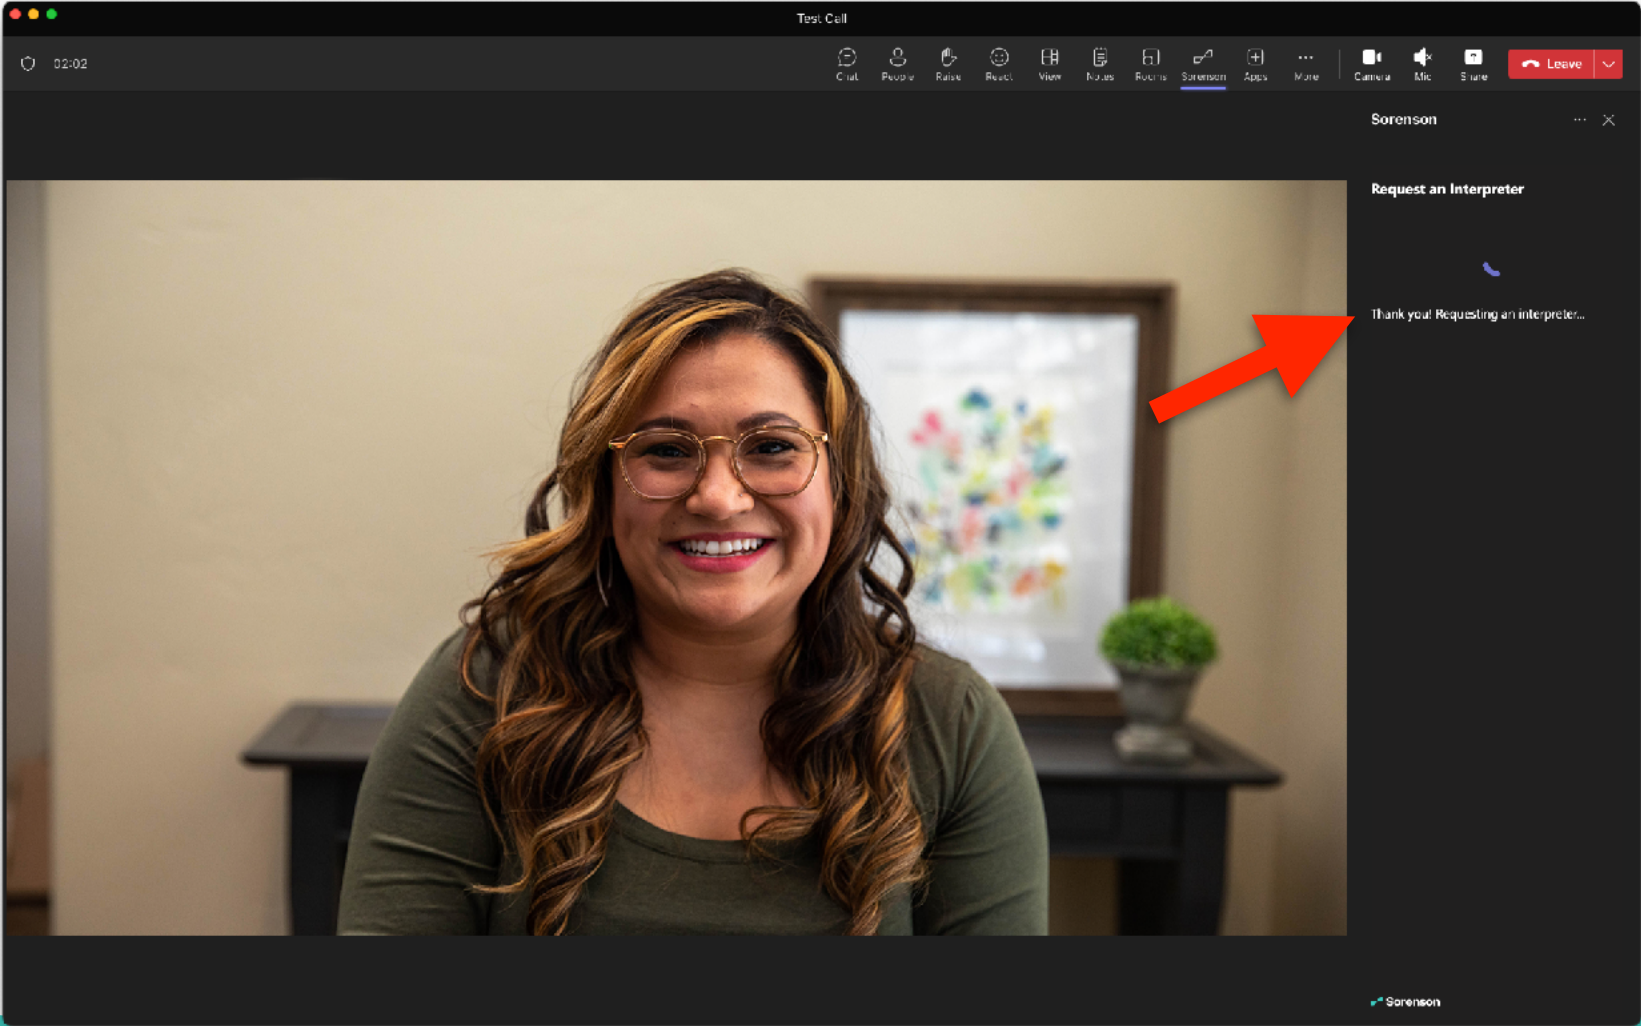 Test Call
02:02
Chat People Raise React View Notes Rooms Sorenson Apps More Camera Mic Share Leave
Sorenson
Request an Interpreter
Thank you! Requesting an interpreter...
Sorenson